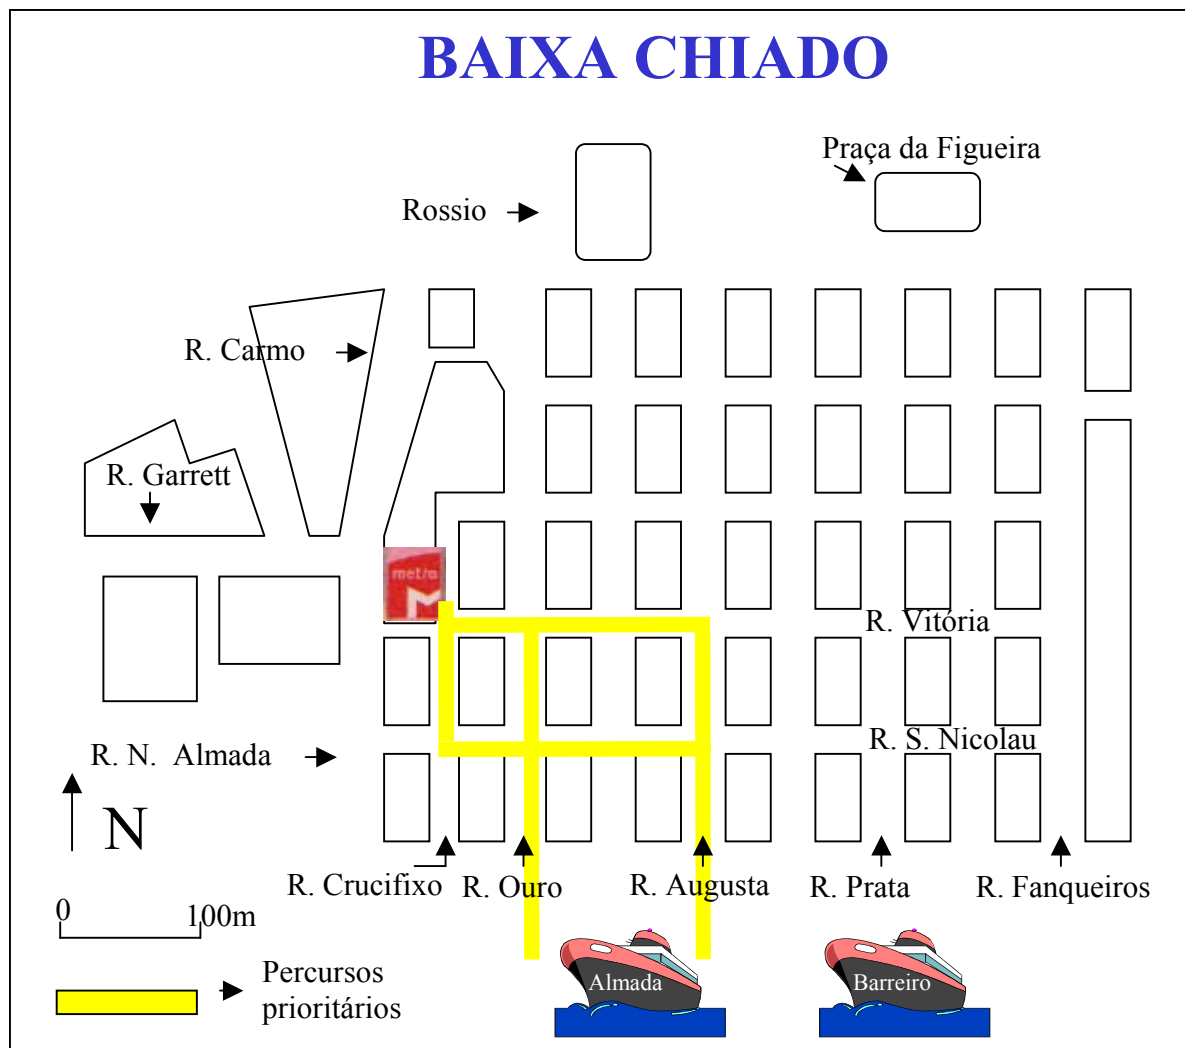 BAIXA CHIADO
Praça da Figueira
Rossio
R. Carmo
R. Garrett
metro
M
R. Vitória
R. S. Nicolau
R. N. Almada
N
R. Crucifixo
R. Ouro
R. Augusta
R. Prata
R. Fanqueiros
0
100m
Percursos
prioritários
Almada
Barreiro